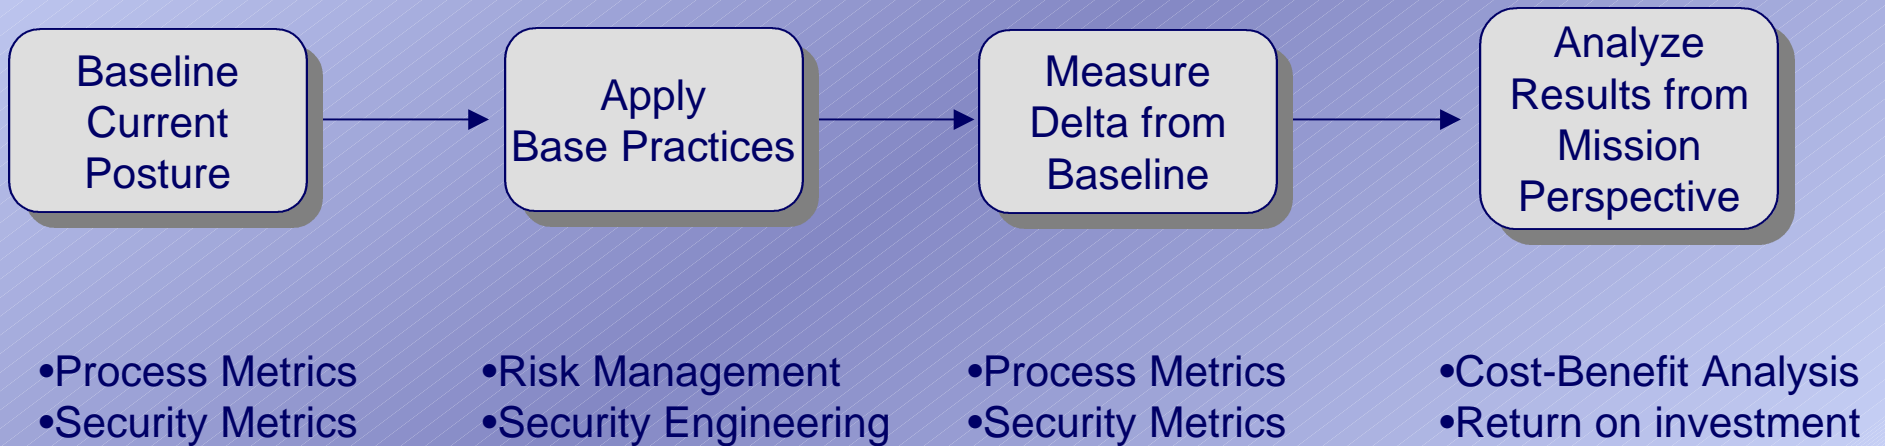 Baseline
Current
Posture
Apply
Base Practices
Measure
Delta from
Baseline
Analyze
Results from
Mission
Perspective
•Process Metrics
•Security Metrics
•Risk Management
•Security Engineering
•Process Metrics
•Security Metrics
•Cost-Benefit Analysis
•Return on investment